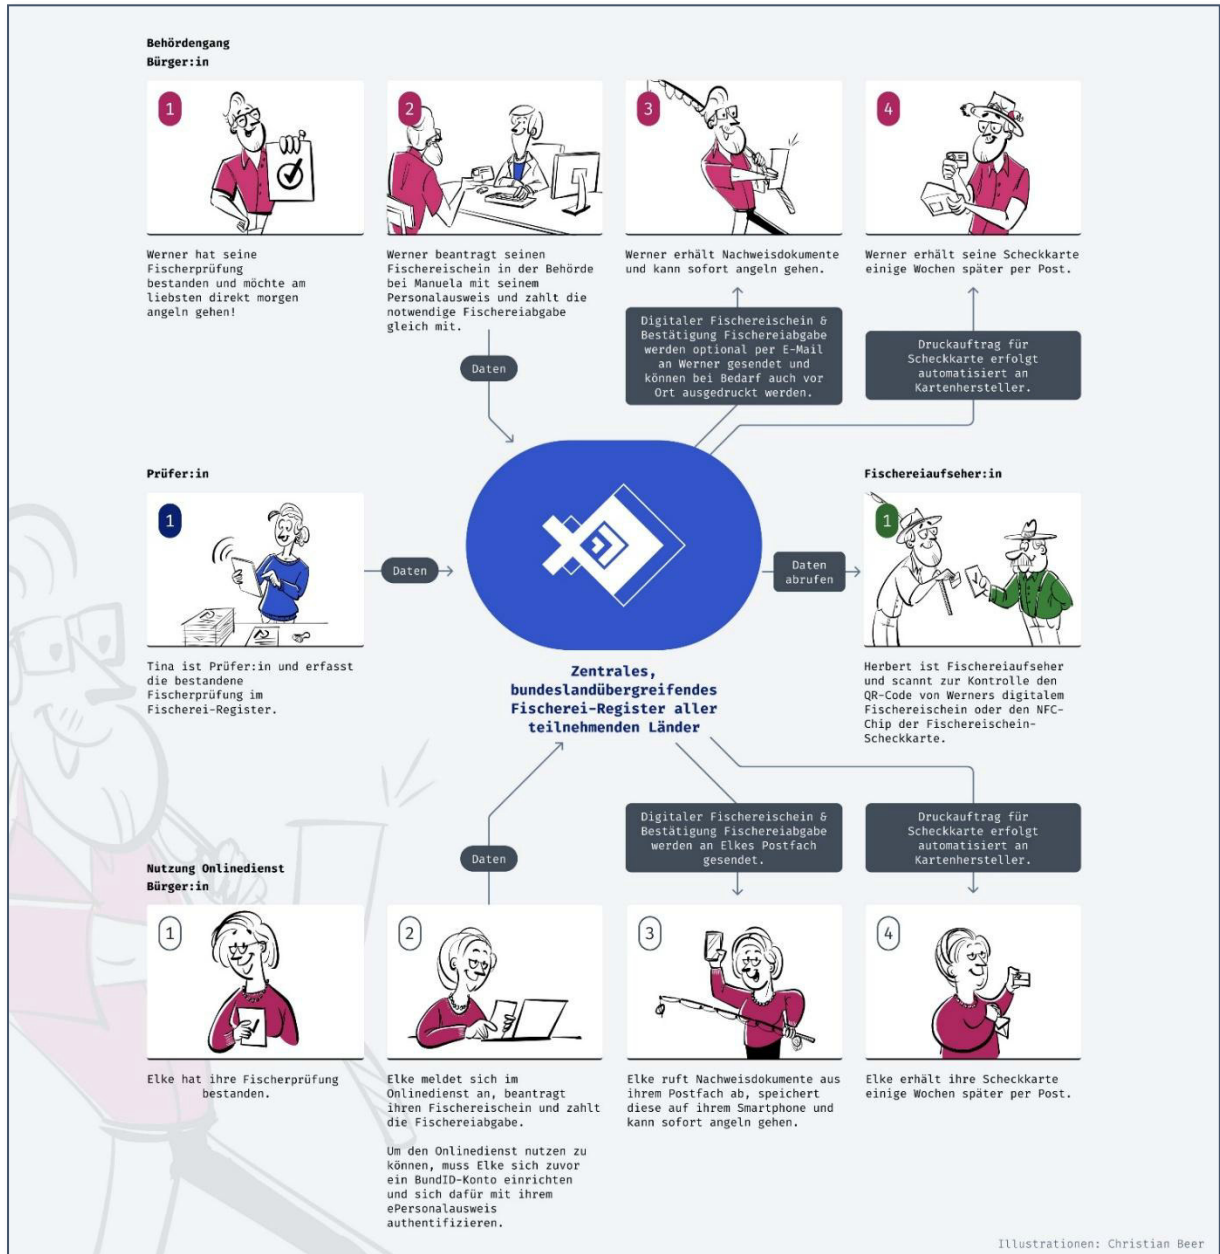 Behördengang
Bürger:in
1
2
3
4
Werner hat seine
Fischerprüfung
bestanden und möchte am
liebsten direkt morgen
angeln gehen!
Werner beantragt seinen
Fischereischein in der Behörde
bei Manuela mit seinem
Personalausweis und zahlt die
notwendige Fischereiabgabe
gleich mit.
Werner erhält Nachweisdokumente
und kann sofort angeln gehen.
Werner erhält seine Scheckkarte
einige Wochen später per Post.
Daten
Digitaler Fischereischein &
Bestätigung Fischereiabgabe
werden optional per E-Mail
an Werner gesendet und
können bei Bedarf auch vor
Ort ausgedruckt werden.
Druckauftrag für
Scheckkarte erfolgt
automatisiert an
Kartenhersteller.
Prüfer:in
1
Tina ist Prüfer:in und erfasst
die bestandene
Fischerprüfung im
Fischerei-Register.
Daten
Zentrales,
bundeslandübergreifendes
Fischerei-Register aller
teilnehmenden Länder
Daten
abrufen
Fischereiaufseher:in
1
Herbert ist Fischereiaufseher
und scannt zur Kontrolle den
QR-Code von Werners digitalem
Fischereischein oder den NFC-
Chip der Fischereischein-
Scheckkarte.
Daten
Digitaler Fischereischein &
Bestätigung Fischereiabgabe
werden an Elkes Postfach
gesendet.
Druckauftrag für
Scheckkarte erfolgt
automatisiert an
Kartenhersteller.
Nutzung Onlinedienst
Bürger:in
1
2
3
4
Elke hat ihre Fischerprüfung
bestanden.
Elke meldet sich im
Onlinedienst an, beantragt
ihren Fischereischein und zahlt
die Fischereiabgabe.
Um den Onlinedienst nutzen zu
können, muss Elke sich zuvor
ein BundID-Konto einrichten
und sich dafür mit ihrem
ePersonalausweis
authentifizieren.
Elke ruft Nachweisdokumente aus
ihrem Postfach ab, speichert
diese auf ihrem Smartphone und
kann sofort angeln gehen.
Elke erhält ihre Scheckkarte
einige Wochen später per Post.
Illustrationen: Christian Beer